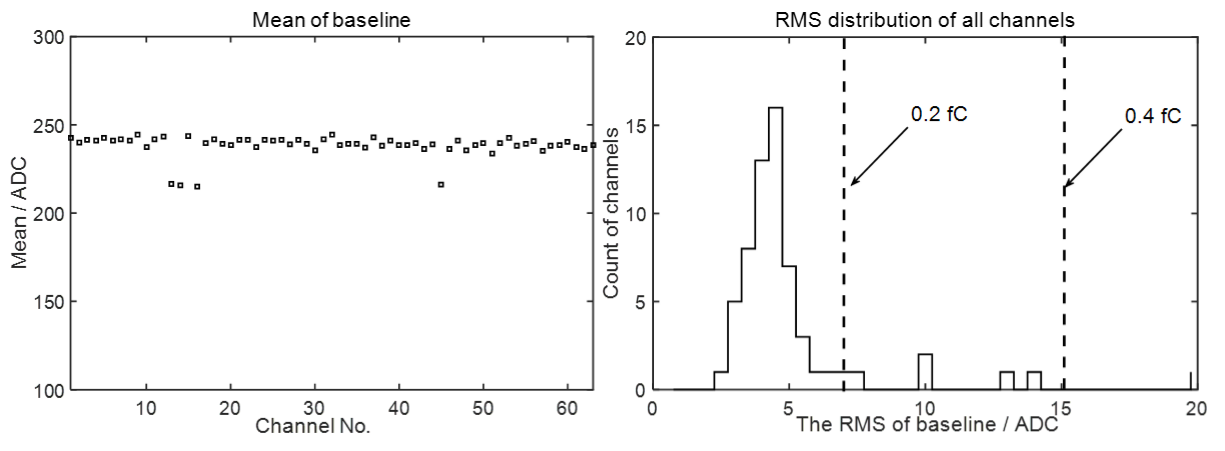 Mean of baseline
300
250
200
150
100
Mean / ADC
10 20 30 40 50 60
Channel No.
RMS distribution of all channels
20
15
10
5
0
Count of channels
0.2 fC
0.4 fC
0 5 10 15 20
The RMS of baseline / ADC